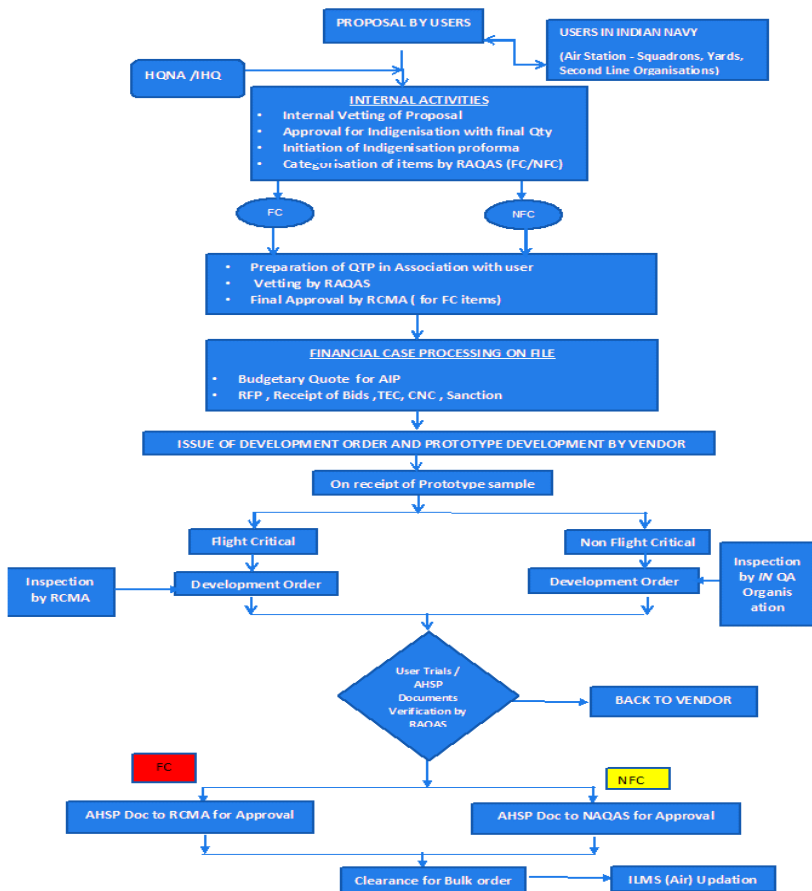 PROPOSAL BY USERS
USERS IN INDIAN NAVY
(Air Station - Squadrons, Yards,
Second Line Organisations)
HQNA /IHQ
INTERNAL ACTIVITIES
• Internal Vetting of Proposal
• Approval for Indigenisation with final Qty
• Initiation of Indigenisation proforma
• Categorisation of items by RAQAS (FC/NFC)
FC
NFC
• Preparation of QTP in Association with user
• Vetting by RAQAS
• Final Approval by RCMA ( for FC items)
FINANCIAL CASE PROCESSING ON FILE
• Budgetary Quote for AIP
• RFP , Receipt of Bids ,TEC, CNC , Sanction
ISSUE OF DEVELOPMENT ORDER AND PROTOTYPE DEVELOPMENT BY VENDOR
On receipt of Prototype sample
Flight Critical
Non Flight Critical
Inspection
by RCMA
Development Order
Development Order
Inspection
by IN QA
Organis
ation
User Trials /
AHSP
Documents
Verification by
RAQAS
BACK TO VENDOR
FC
NFC
AHSP Doc to RCMA for Approval
AHSP Doc to NAQAS for Approval
Clearance for Bulk order
ILMS (Air) Updation